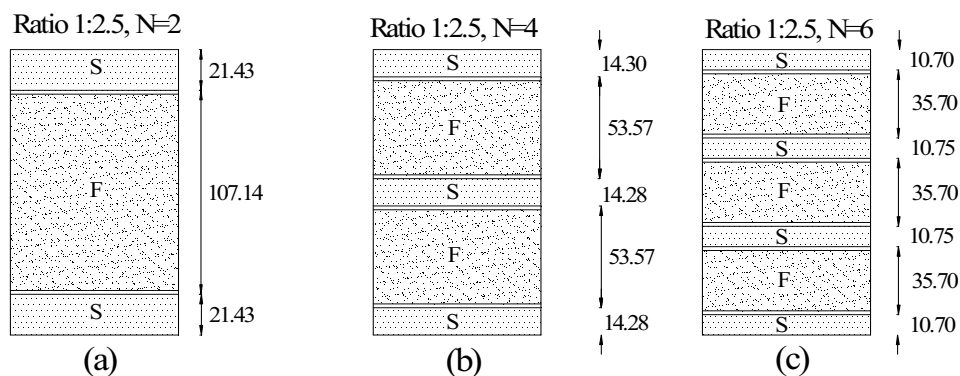 Ratio 1:2.5, N=2
S
21.43
F
107.14
S
21.43
(a)
Ratio 1:2.5, N=4
S
14.30
F
53.57
S
14.28
F
53.57
S
14.28
(b)
Ratio 1:2.5, N=6
S
10.70
F
35.70
S
10.75
F
35.70
S
10.75
F
35.70
S
10.70
(c)